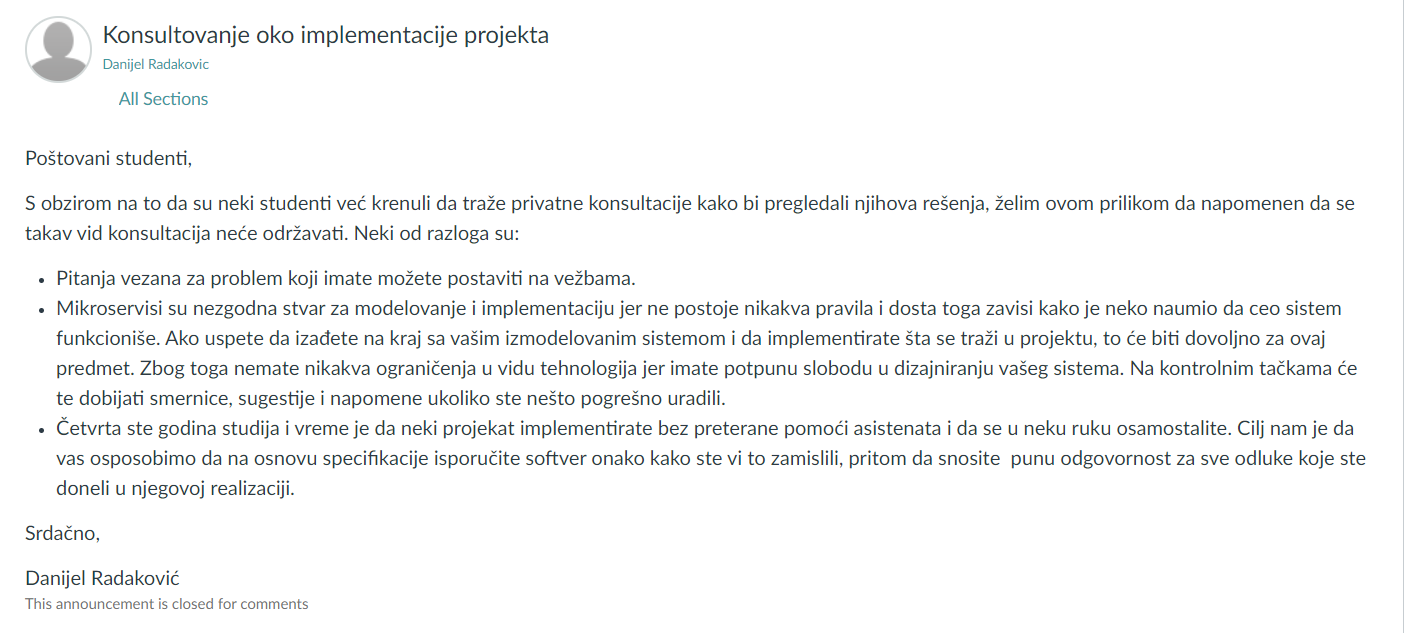 Konsultovanje oko implementacije projekta
Danijel Radakovic
All Sections
Poštovani studenti,
S obzirom na to da su neki studenti već krenuli da traže privatne konsultacije kako bi pregledali njihova rešenja, želim ovom prilikom da napomenen da se
takav vid konsultacija neće održavati. Neki od razloga su:
• Pitanja vezana za problem koji imate možete postaviti na vežbama.
• Mikroservisi su nezgodna stvar za modelovanje i implementaciju jer ne postoje nikakva pravila i dosta toga zavisi kako je neko naumio da ceo sistem
funkcioniše. Ako uspete da izađete na kraj sa vašim izmodelovanim sistemom i da implementirate šta se traži u projektu, to će biti dovoljno za ovaj
predmet. Zbog toga nemate nikakva ograničenja u vidu tehnologija jer imate potpunu slobodu u dizajniranju vašeg sistema. Na kontrolnim tačkama će
te dobijati smernice, sugestije i napomene ukoliko ste nešto pogrešno uradili.
• Četvrta ste godina studija i vreme je da neki projekat implementirate bez preterane pomoći asistenata i da se u neku ruku osamostalite. Cilj nam je da
vas osposobimo da na osnovu specifikacije isporučite softver onako kako ste vi to zamislili, pritom da snosite  punu odgovornost za sve odluke koje ste
doneli u njegovoj realizaciji.
Srdačno,
Danijel Radaković
This announcement is closed for comments